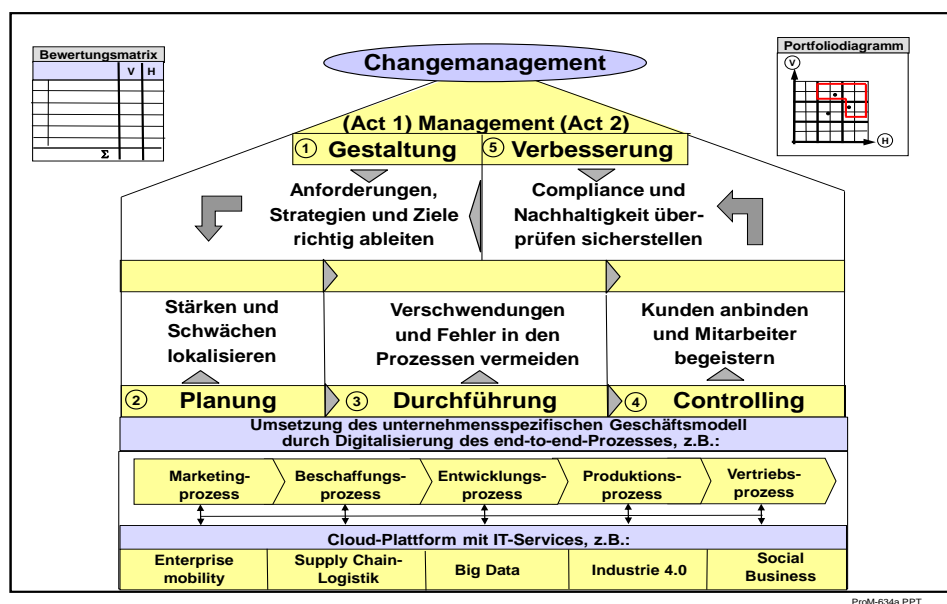 Bewertungsmatrix
V H
Σ
Changemanagement
Portfoliodiagramm
V
H
(Act 1) Management (Act 2)
1 Gestaltung
5 Verbesserung
Anforderungen,
Strategien und Ziele
richtig ableiten
Compliance und
Nachhaltigkeit über-
prüfen sicherstellen
Stärken und
Schwächen
lokalisieren
Verschwendungen
und Fehler in den
Prozessen vermeiden
Kunden anbinden
und Mitarbeiter
begeistern
2 Planung
3 Durchführung
4 Controlling
Umsetzung des unternehmensspezifischen Geschäftsmodell
durch Digitalisierung des end-to-end-Prozesses, z.B.:
Marketing-
prozess
Beschaffungs-
prozess
Entwicklungs-
prozess
Produktions-
prozess
Vertriebs-
prozess
Cloud-Plattform mit IT-Services, z.B.:
Enterprise
mobility
Supply Chain-
Logistik
Big Data
Industrie 4.0
Social
Business
ProM-634a.PPT